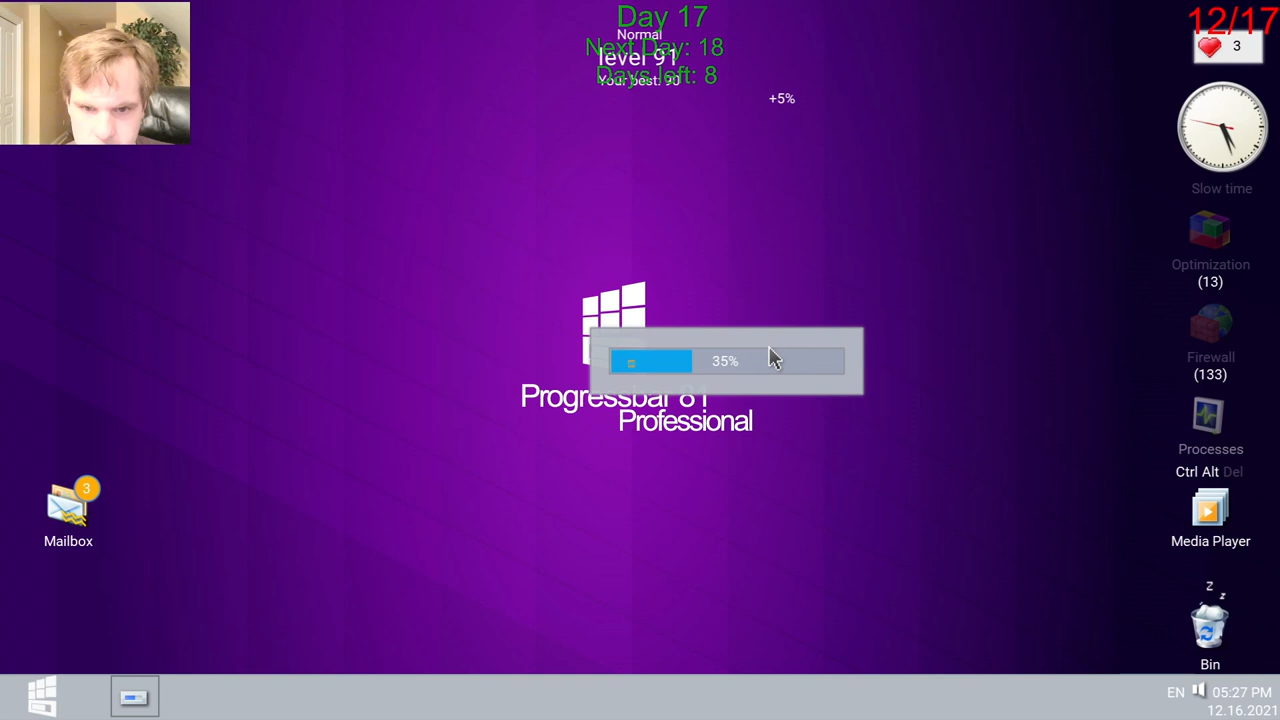 Day 17
Normal
Next Day: 18
level 91
Days left: 8
Your best: 90
+5%
12/17
3
Slow time
Optimization
(13)
Firewall
(133)
Processes
Ctrl Alt Del
Media Player
z
z
Bin
35%
Progressbar 81
Professional
3
Mailbox
EN 05:27 PM
12.16.2021